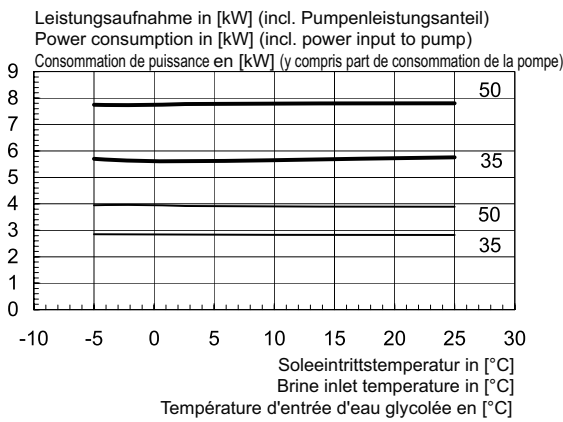 Leistungsaufnahme in [kW] (incl. Pumpenleistungsanteil)
Power consumption in [kW] (incl. power input to pump)
Consommation de puissance en [kW] (y compris part de consommation de la pompe)
9
8
7
6
5
4
3
2
1
0
50
35
50
35
-10 -5 0 5 10 15 20 25 30
Soleeintrittstemperatur in [°C]
Brine inlet temperature in [°C]
Température d'entrée d'eau glycolée en [°C]